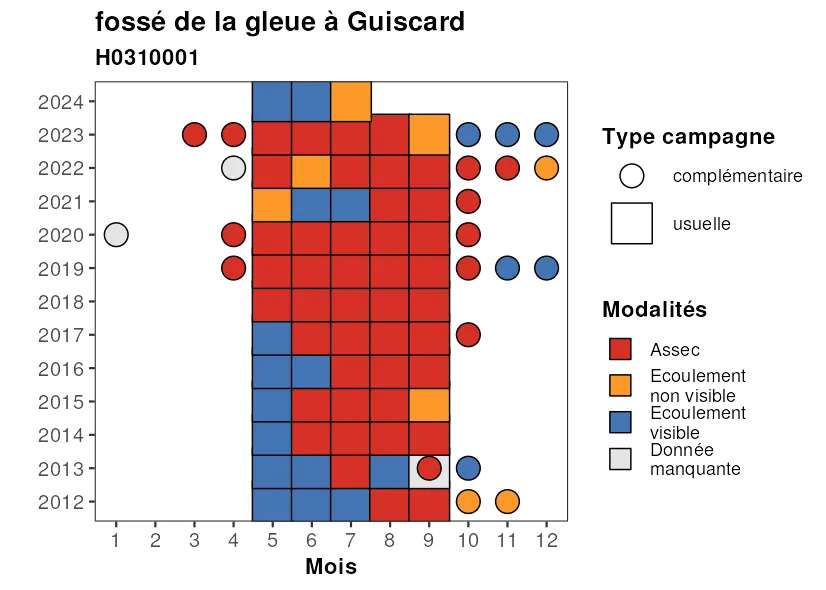 fossé de la gleue à Guiscard
H0310001
2024
2023
2022
2021
2020
2019
2018
2017
2016
2015
2014
2013
2012
1 2 3 4 5 6 7 8 9 10 11 12
Mois
Type campagne
complémentaire
usuelle
Modalités
Assec
Ecoulement
non visible
Ecoulement
visible
Donnée
manquante